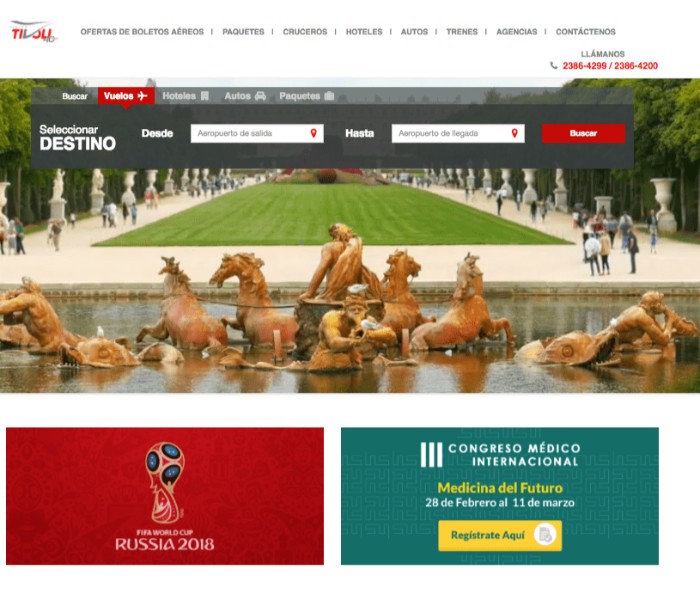 TIVOLI
OFERTAS DE BOLETOS AÉREOS | PAQUETES | CRUCEROS | HOTELES | AUTOS | TRENES | AGENCIAS | CONTÁCTENOS
LLÁMANOS
2386-4299 / 2386-4200
Buscar Vuelos Hoteles Autos Paquetes
Seleccionar
DESTINO
Desde Aeropuerto de salida Hasta Aeropuerto de llegada Buscar
FIFA WORLD CUP
RUSSIA 2018
III CONGRESO MÉDICO
INTERNACIONAL
Medicina del Futuro
28 de Febrero al 11 de marzo
Regístrate Aquí